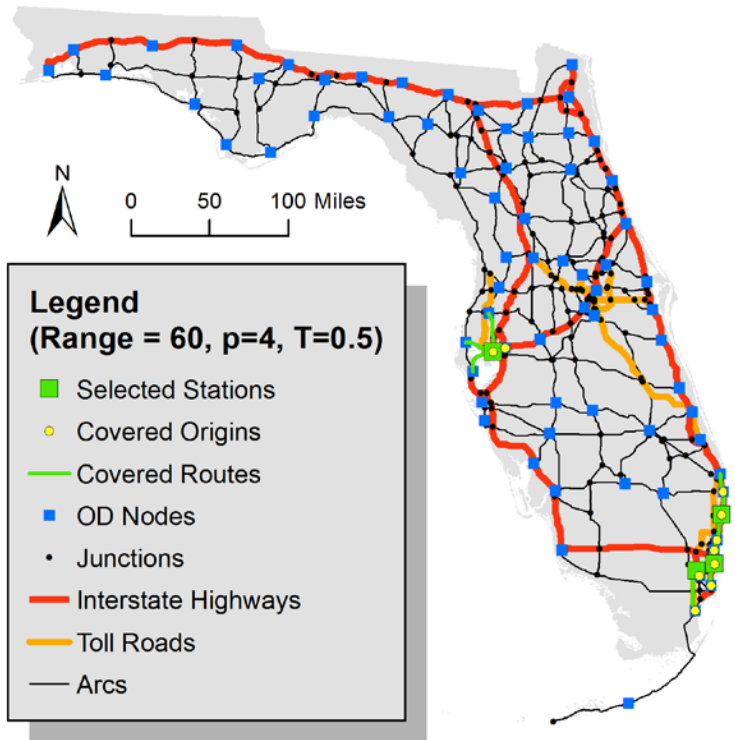 N
0 50 100 Miles
Legend
(Range = 60, p=4, T=0.5)
Selected Stations
Covered Origins
Covered Routes
OD Nodes
Junctions
Interstate Highways
Toll Roads
Arcs